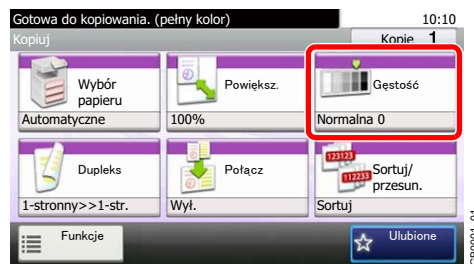 Gotowa do kopiowania. (pełny kolor)
10:10
Kopiuj
Kopie 1
Wybór
papieru
Automatyczne
Powiększ.
100%
Gęstość
Normalna 0
Dupleks
1-stronny>>1-str.
Połącz
Wył.
123123
112233
Sortuj/
przesun.
Sortuj
Funkcje
Ulubione